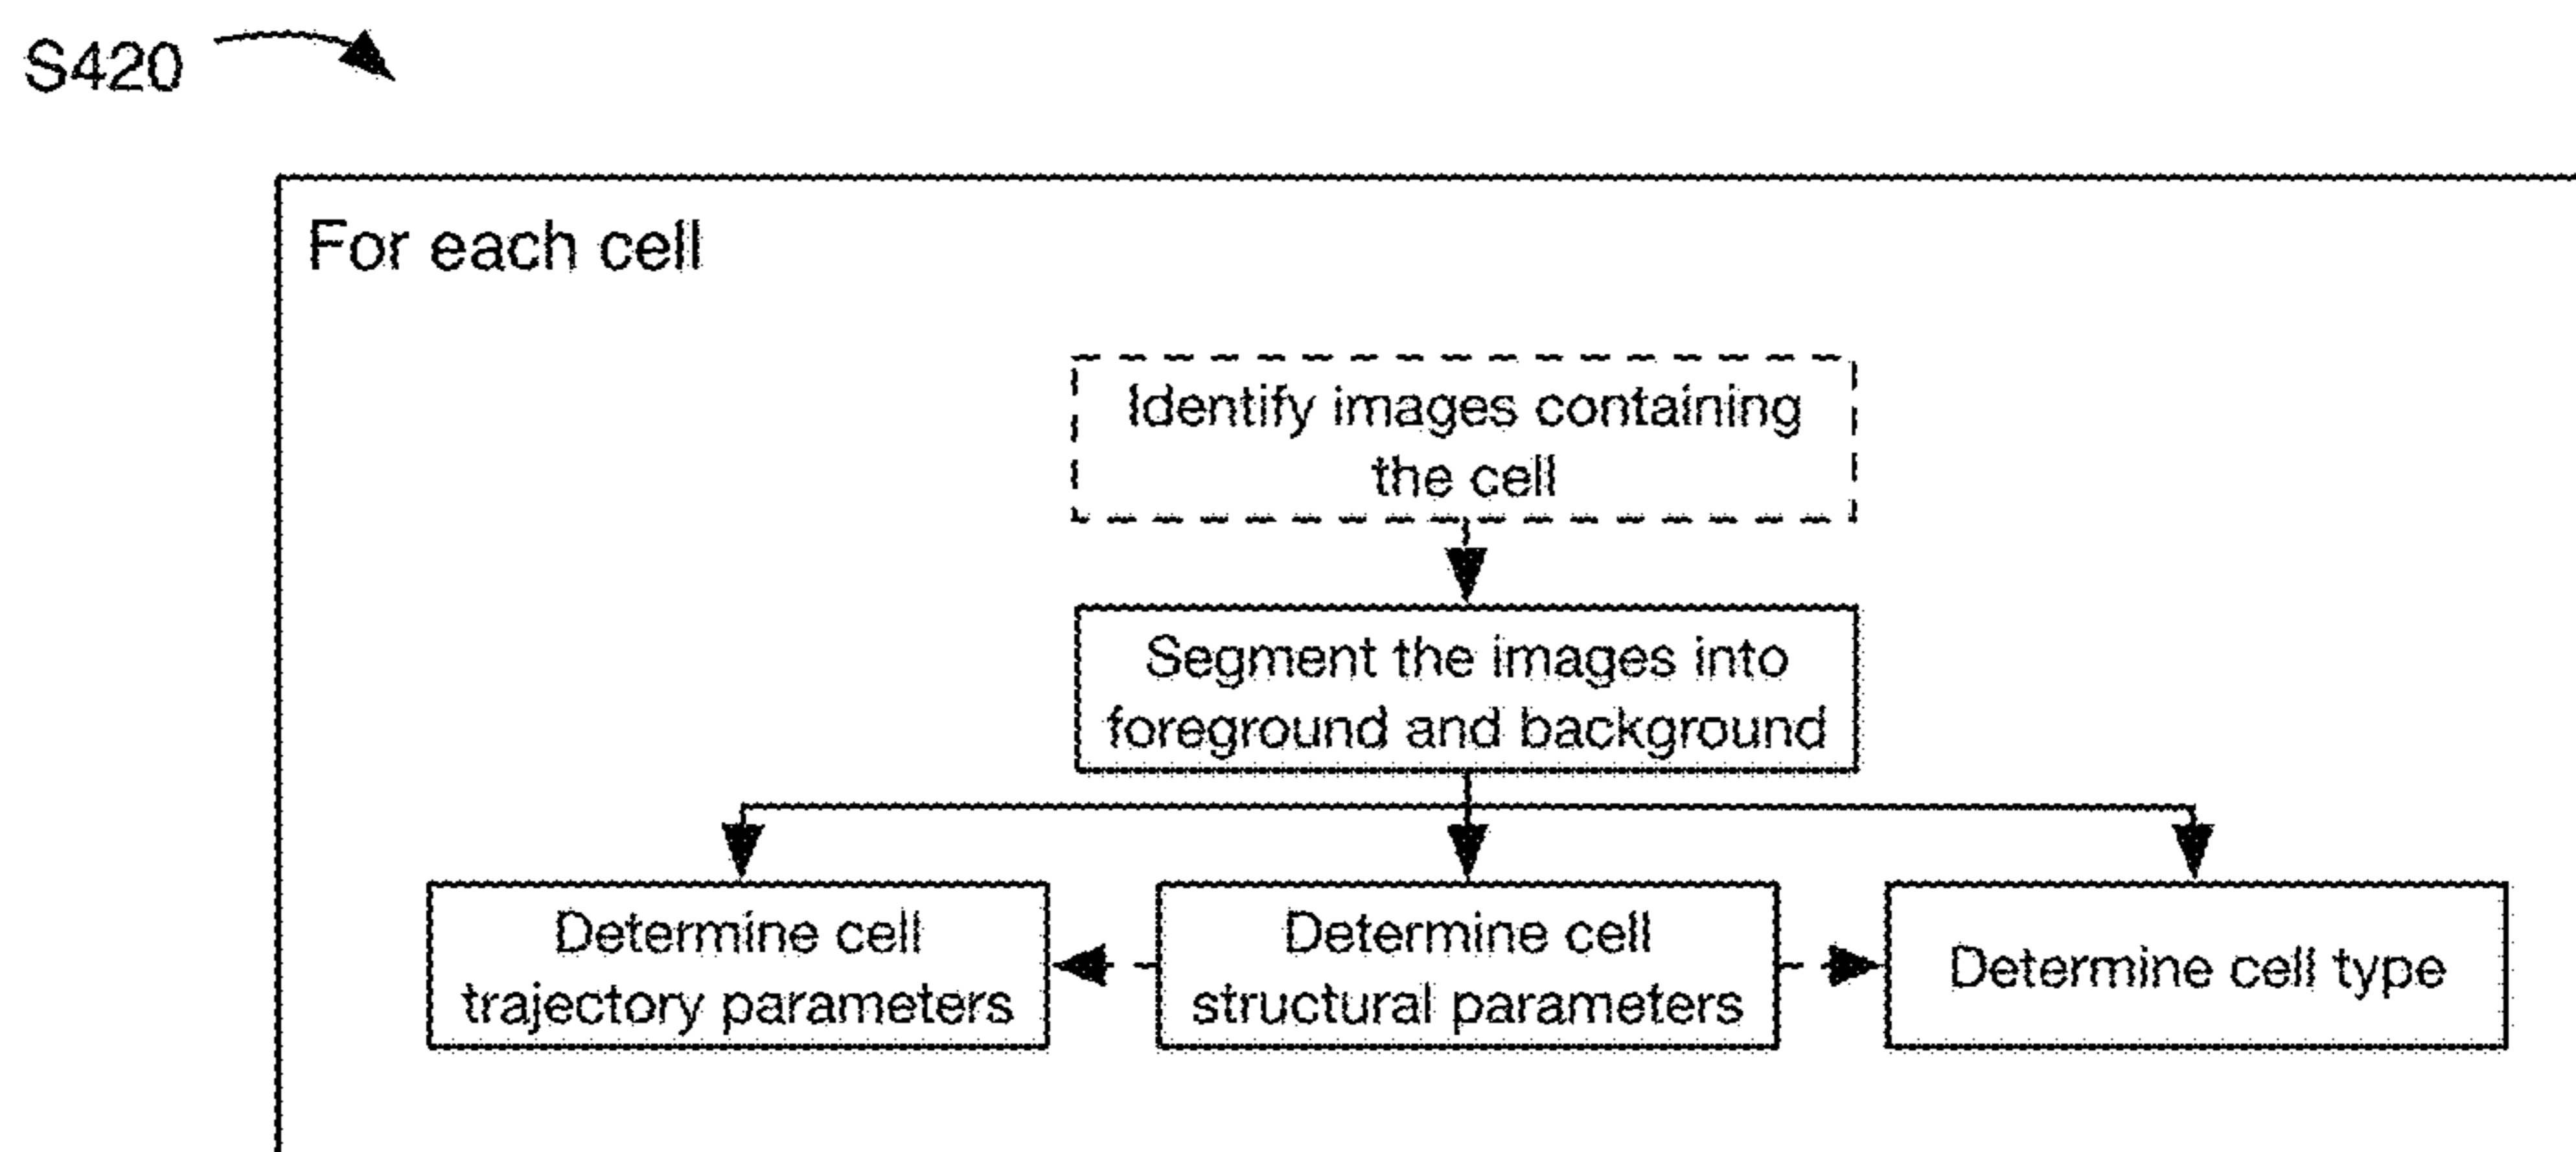 S420
For each cell
Identify images containing
the cell
Segment the images into
foreground and background
Determine cell
trajectory parameters
Determine cell
structural parameters
Determine cell type